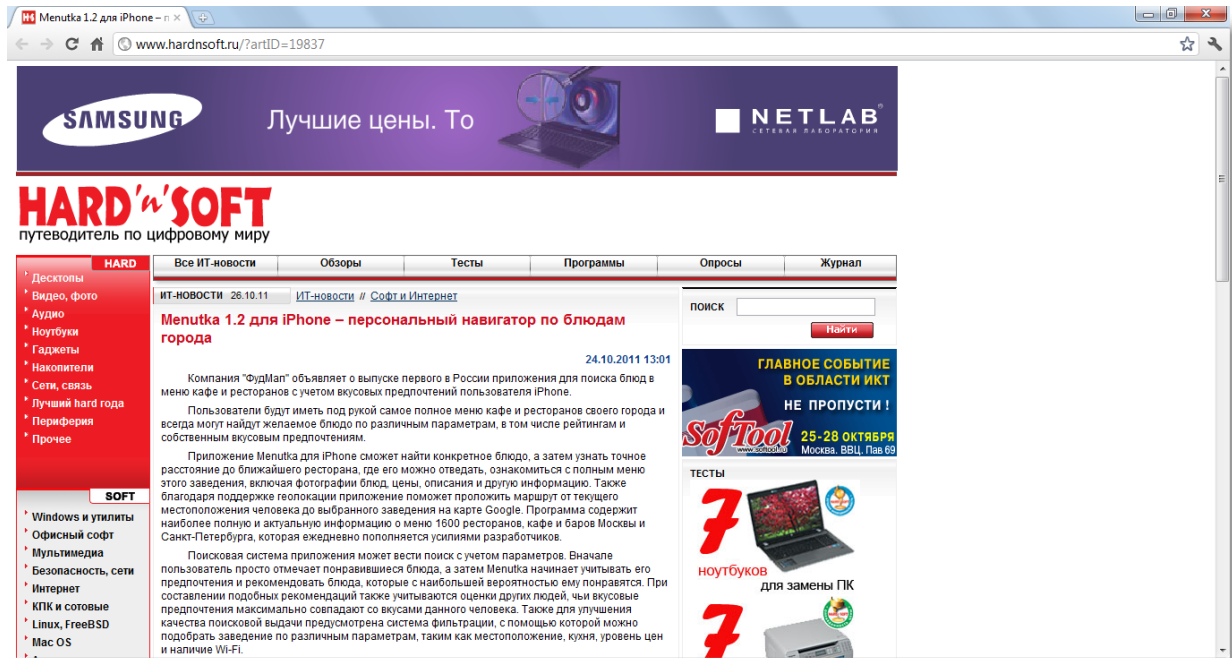 Menutka 1.2 для iPhone – п
www.hardnsoft.ru/?artID=19837
SAMSUNG
Лучшие цены. То
NETLAB
СЕТЕВАЯ ЛАБОРАТОРИЯ
HARD'n'SOFT
путеводитель по цифровому миру
HARD
Десктопы
Видео, фото
Аудио
Ноутбуки
Гаджеты
Накопители
Сети, связь
Лучший hard года
Периферия
Прочее
SOFT
Windows и утилиты
Офисный софт
Мультимедиа
Безопасность, сети
Интернет
КПК и сотовые
Linux, FreeBSD
Mac OS
Все ИТ-новости Обзоры Тесты Программы Опросы Журнал
ИТ-НОВОСТИ 26.10.11 ИТ-новости // Софт и Интернет
Menutka 1.2 для iPhone – персональный навигатор по блюдам
города
24.10.2011 13:01
Компания "ФудМап" объявляет о выпуске первого в России приложения для поиска блюд в
меню кафе и ресторанов с учетом вкусовых предпочтений пользователя iPhone.
Пользователи будут иметь под рукой самое полное меню кафе и ресторанов своего города и
всегда могут найдут желаемое блюдо по различным параметрам, в том числе рейтингам и
собственным вкусовым предпочтениям.
Приложение Menutka для iPhone сможет найти конкретное блюдо, а затем узнать точное
расстояние до ближайшего ресторана, где его можно отведать, ознакомиться с полным меню
этого заведения, включая фотографии блюд, цены, описания и другую информацию. Также
благодаря поддержке геолокации приложение поможет проложить маршрут от текущего
местоположения человека до выбранного заведения на карте Google. Программа содержит
наиболее полную и актуальную информацию о меню 1600 ресторанов, кафе и баров Москвы и
Санкт-Петербурга, которая ежедневно пополняется усилиями разработчиков.
Поисковая система приложения может вести поиск с учетом параметров. Вначале
пользователь просто отмечает понравившиеся блюда, а затем Menutka начинает учитывать его
предпочтения и рекомендовать блюда, которые с наибольшей вероятностью ему понравятся. При
составлении подобных рекомендаций также учитываются оценки других людей, чьи вкусовые
предпочтения максимально совпадают со вкусами данного человека. Также для улучшения
качества поисковой выдачи предусмотрена система фильтрации, с помощью которой можно
подобрать заведение по различным параметрам, таким как местоположение, кухня, уровень цен
и наличие Wi-Fi.
ПОИСК
Найти
ГЛАВНОЕ СОБЫТИЕ
В ОБЛАСТИ ИКТ
НЕ ПРОПУСТИ !
SofTool
www.softool.ru
25-28 ОКТЯБРЯ
Москва. ВВЦ. Пав 69
ТЕСТЫ
7
ноутбуков
для замены ПК
7